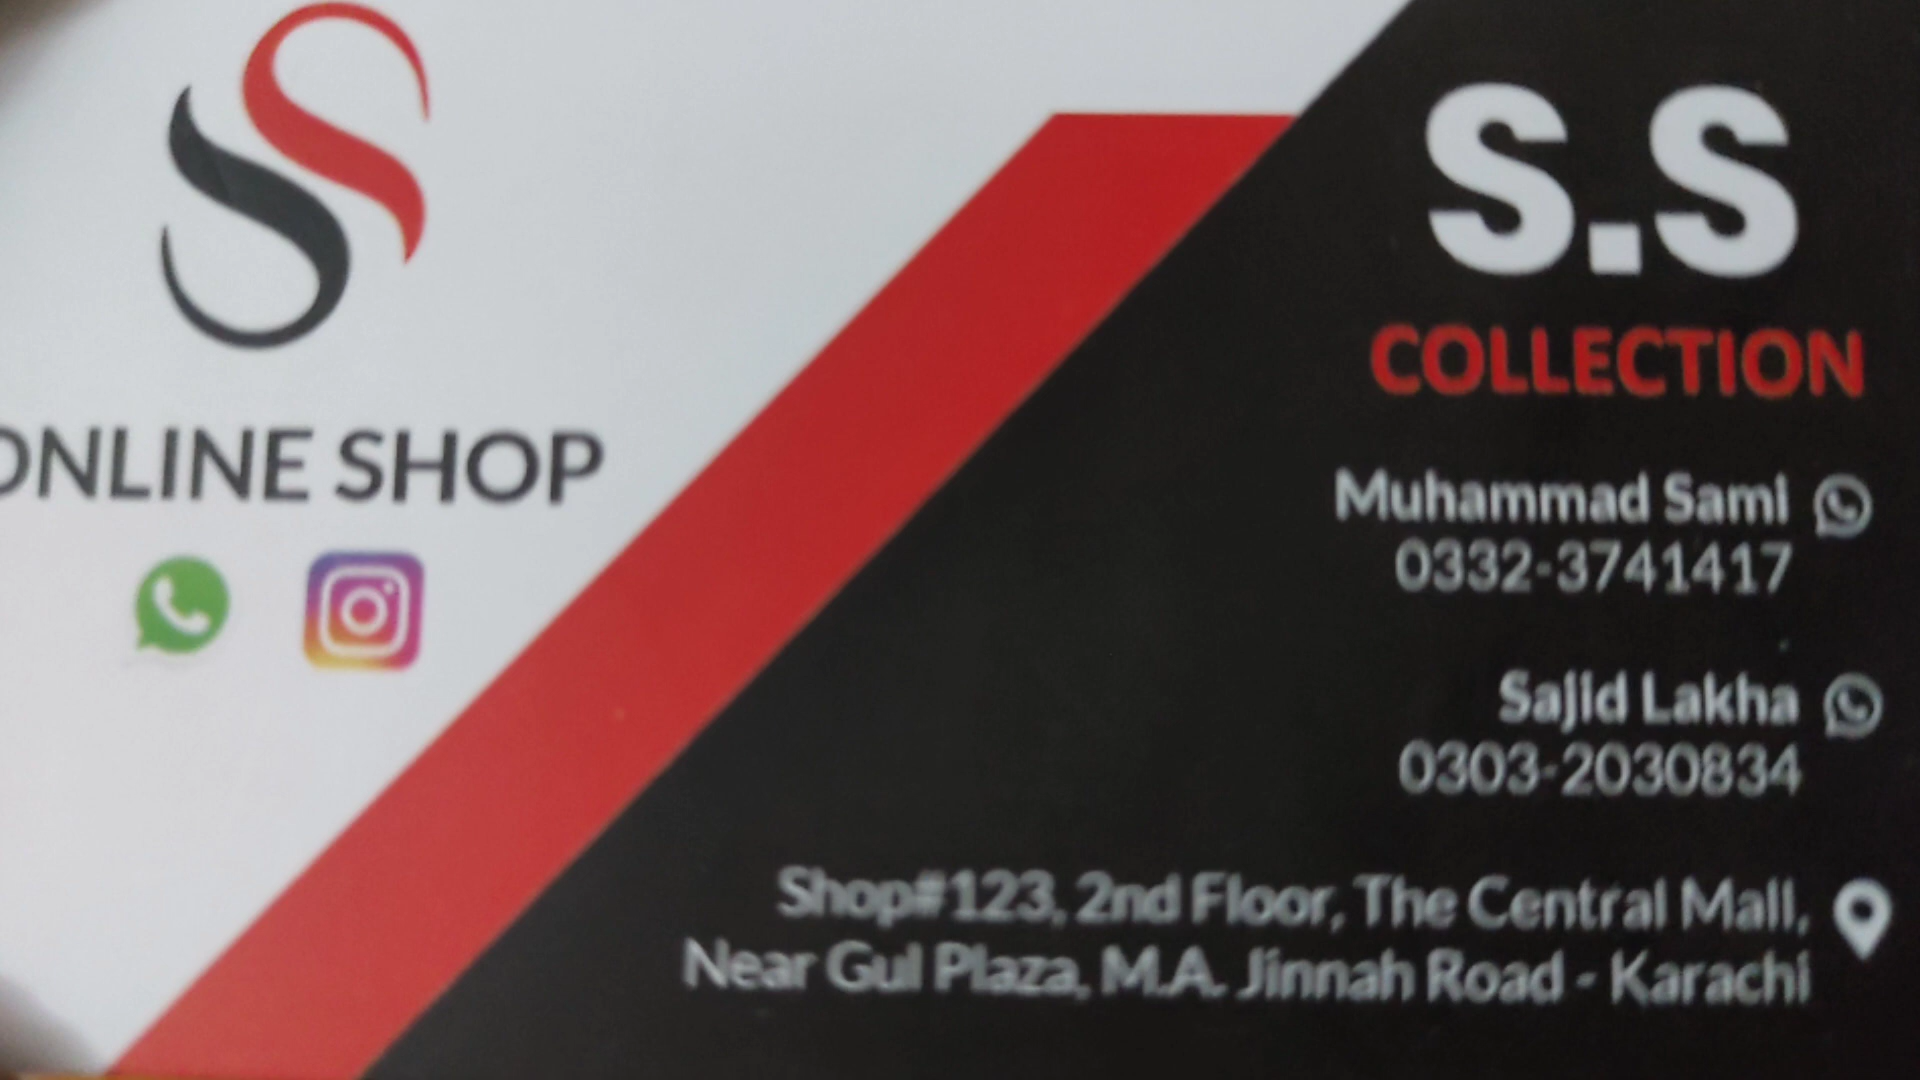 SS
ONLINE SHOP
S.S
COLLECTION
Muhammad Sami
0332-3741417
Sajid Lakha
0303-2030834
Shop#123, 2nd Floor, The Central Mall,
Near Gul Plaza, M.A. Jinnah Road - Karachi